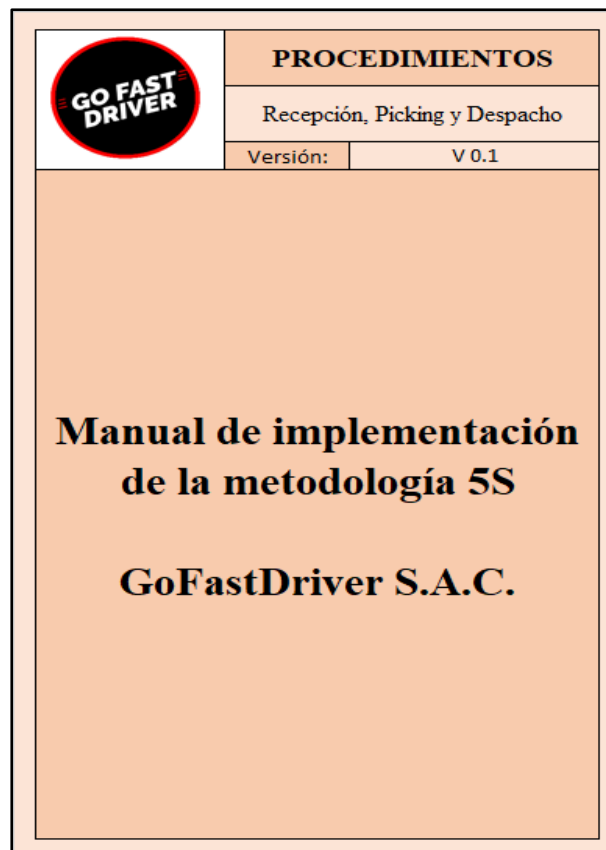 GO FAST
DRIVER
PROCEDIMIENTOS
Recepción, Picking y Despacho
Versión: V 0.1
Manual de implementación
de la metodología 5S
GoFastDriver S.A.C.